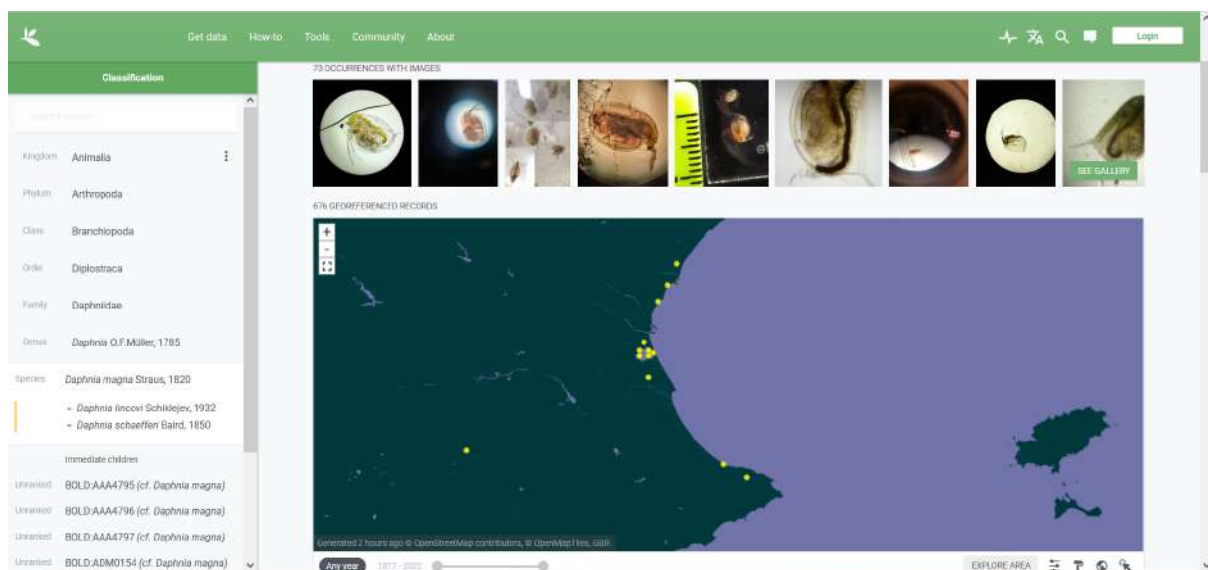 Get data How-to Tools Community About
Login
Classification
Kingdom Animalia
Phylum Arthropoda
Class Branchiopoda
Order Diplostraca
Family Daphniidae
Genus Daphnia O.F.Müller, 1785
Species Daphnia magna Straus, 1820
= Daphnia lincovi Schiklejev, 1932
= Daphnia schaefferi Baird, 1850
Immediate children
Unranked BOLD:AAA4795 (cf. Daphnia magna)
Unranked BOLD:AAA4796 (cf. Daphnia magna)
Unranked BOLD:AAA4797 (cf. Daphnia magna)
Unranked BOLD:ADM0154 (cf. Daphnia magna)
73 OCCURRENCES WITH IMAGES
SEE GALLERY
676 GEOREFERENCED RECORDS
+
-
Generated 2 hours ago © OpenStreetMap contributors, © OpenMapTiles, GBIF.
Any year 1877 - 2022
EXPLORE AREA